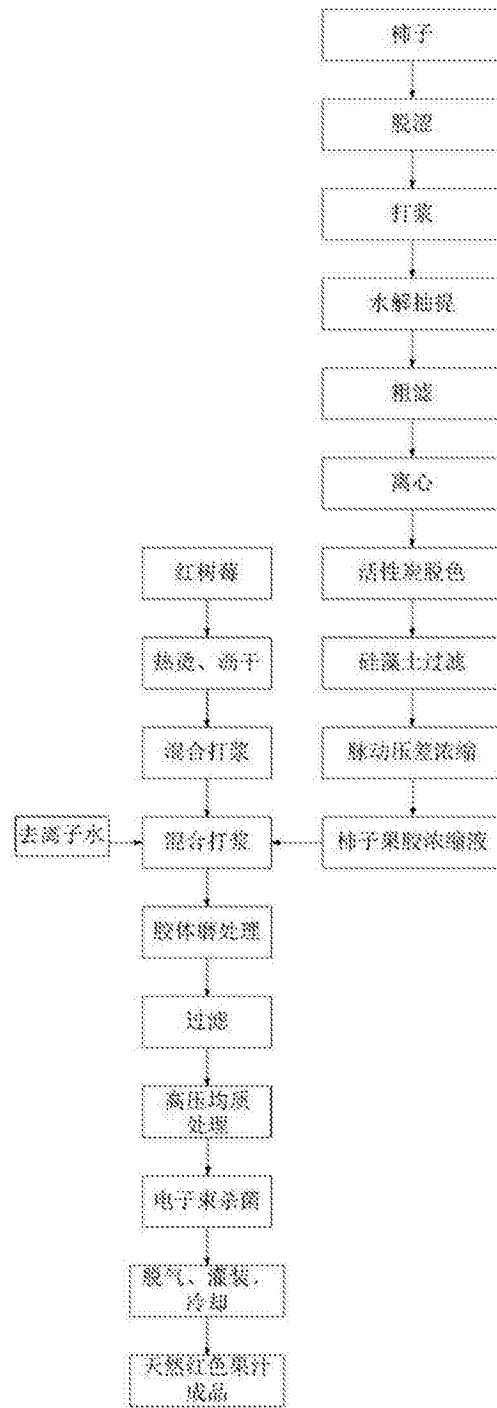 柿子
脱涩
打浆
水解抽提
粗滤
离心
活性炭脱色
硅藻土过滤
脉动压差浓缩
柿子果胶浓缩液
红树莓
热烫、沥干
混合打浆
去离子水
混合打浆
胶体磨处理
过滤
高压均质
处理
电子束杀菌
脱气、灌装、
冷却
天然红色果汁
成品